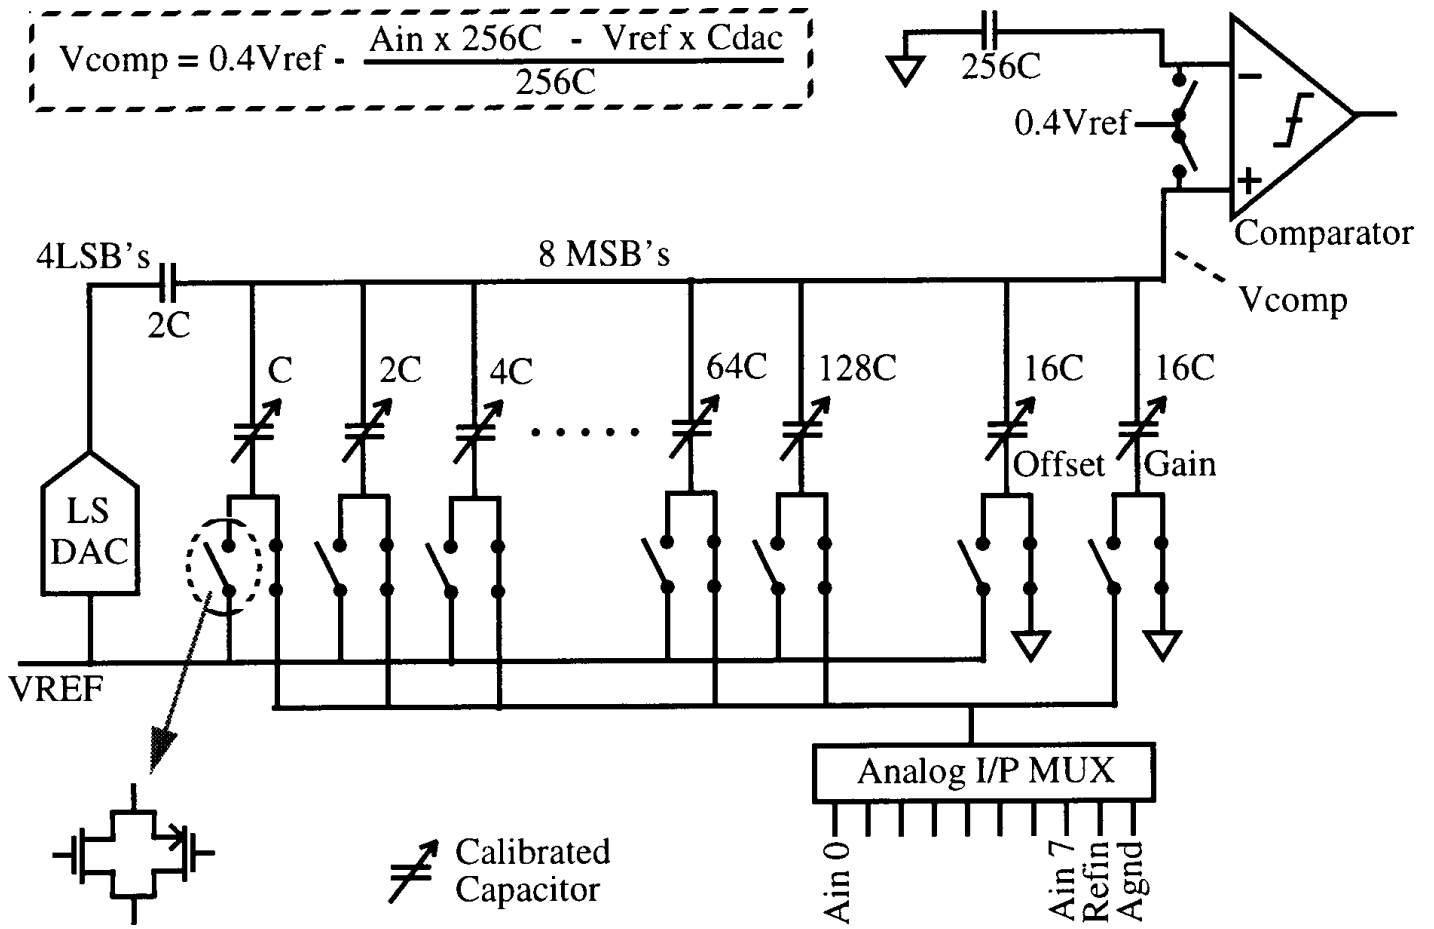 Vcomp = 0.4Vref - Ain x 256C - Vref x Cdac
256C
256C
−
0.4Vref
+
Comparator
4LSB's
8 MSB's
Vcomp
2C
C
2C
4C
64C
128C
16C
16C
Offset
Gain
LS
DAC
VREF
Analog I/P MUX
Ain 0
Ain 7
Refin
Agnd
Calibrated
Capacitor